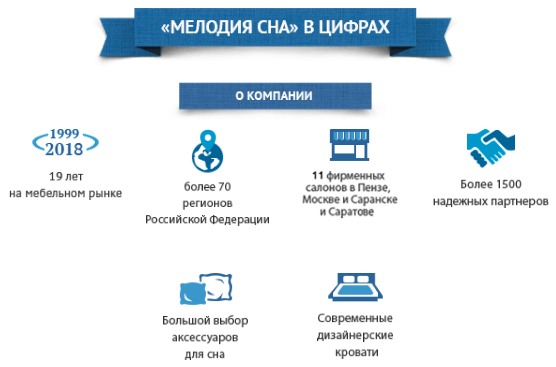 «МЕЛОДИЯ СНА» В ЦИФРАХ
О КОМПАНИИ
1999
2018
19 лет
на мебельном рынке
более 70
регионов
Российской Федерации
11 фирменных
салонов в Пензе,
Москве и Саранске
и Саратове
Более 1500
надежных партнеров
Большой выбор
аксессуаров
для сна
Современные
дизайнерские
кровати